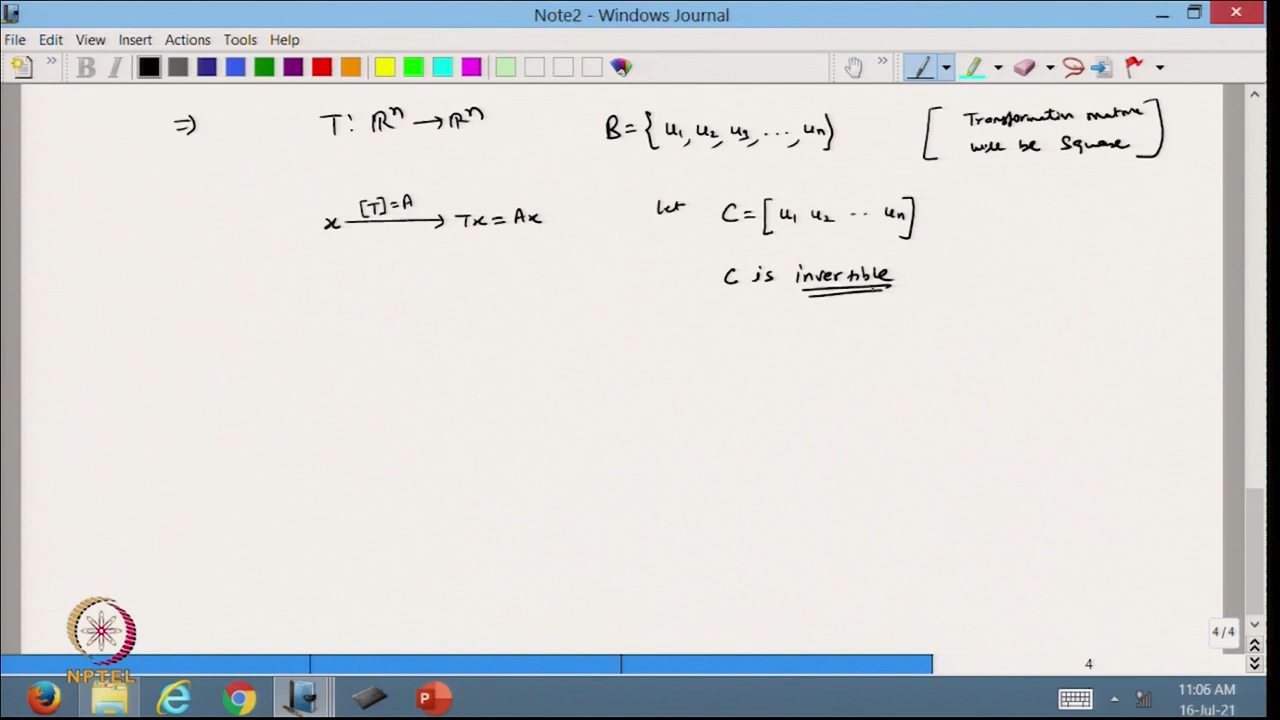 Note2 - Windows Journal
File Edit View Insert Actions Tools Help
B I
⇒ T: ℝⁿ → ℝⁿ B = {u₁, u₂, u₃, ..., uₙ} [Transformation matrix
will be Square]
x —[T]=A→ Tx = Ax let C = [u₁ u₂ .. uₙ]
C is invertible
4/4
NPTEL
4
11:06 AM
16-Jul-21